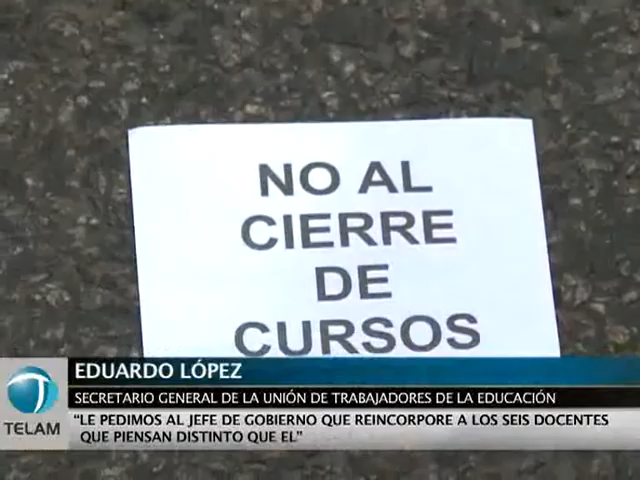 NO AL
CIERRE
DE
CURSOS
EDUARDO LÓPEZ
SECRETARIO GENERAL DE LA UNIÓN DE TRABAJADORES DE LA EDUCACIÓN
TELAM
"LE PEDIMOS AL JEFE DE GOBIERNO QUE REINCORPORE A LOS SEIS DOCENTES
QUE PIENSAN DISTINTO QUE EL"